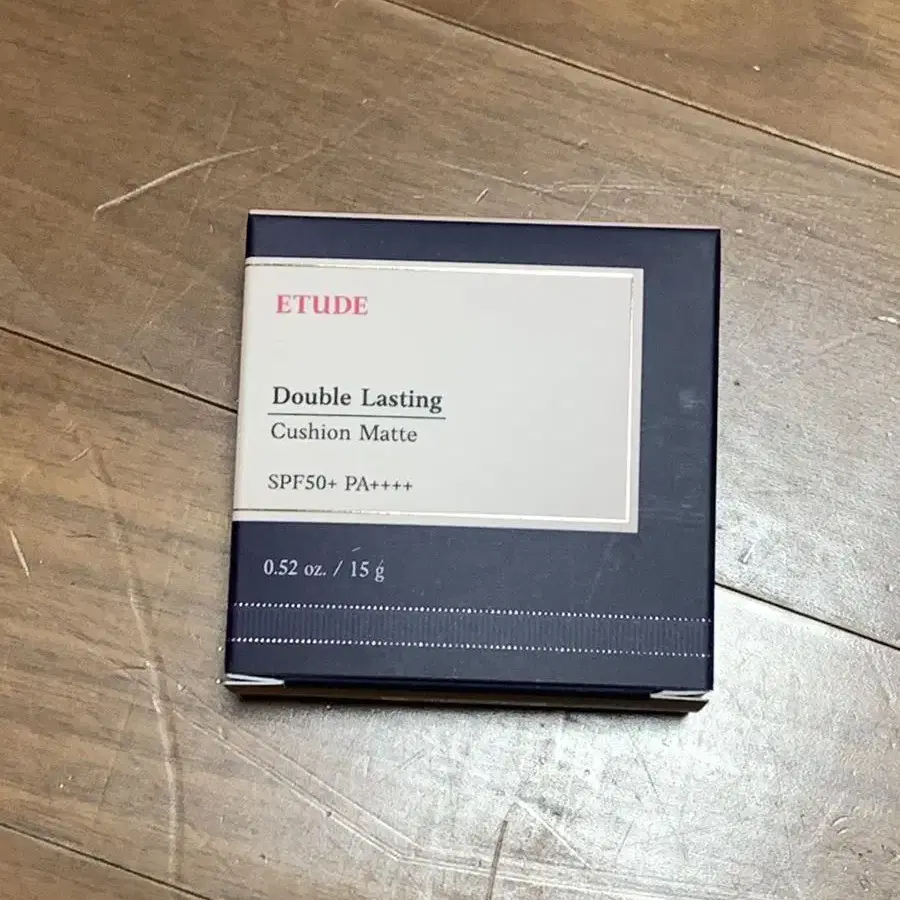 ETUDE
Double Lasting
Cushion Matte
SPF50+ PA++++
0.52 oz. / 15 g